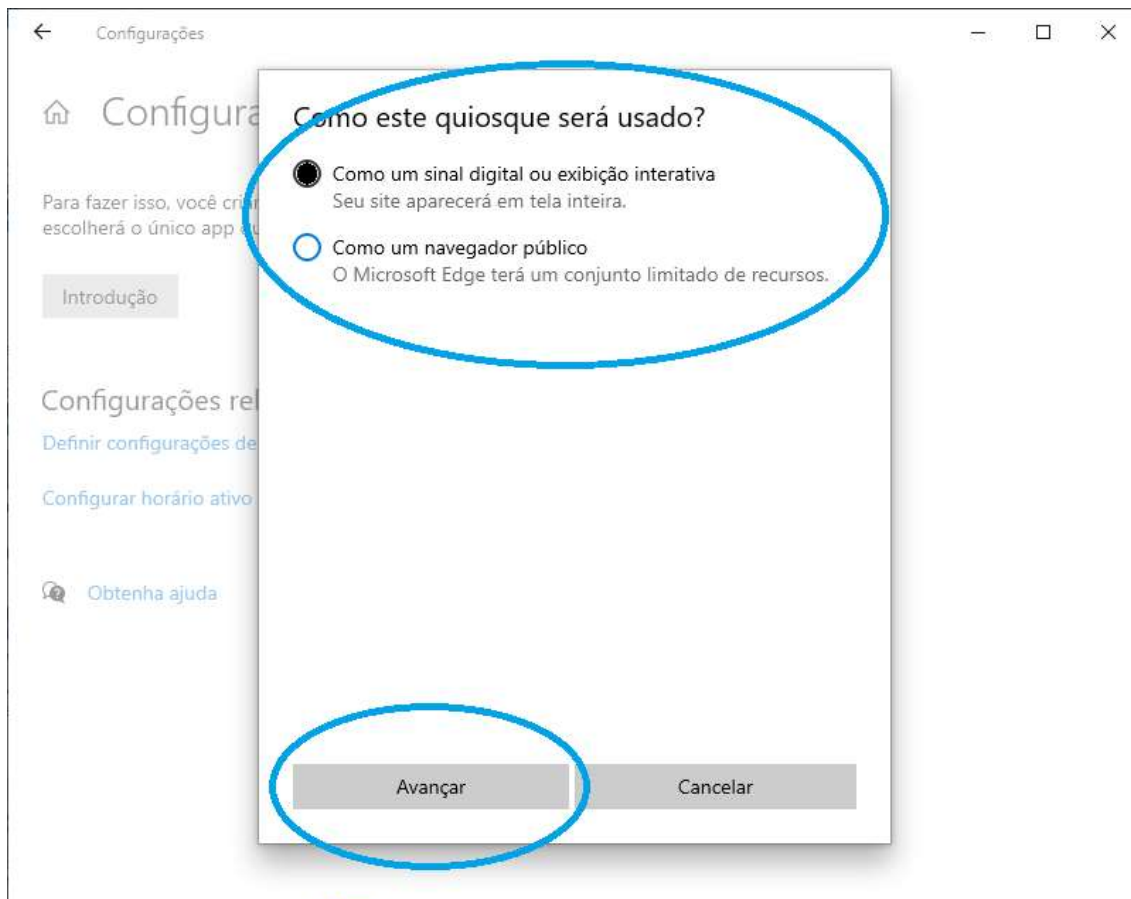 Configurações
Configura
Para fazer isso, você criar
escolherá o único app qu
Introdução
Configurações rel
Definir configurações de
Configurar horário ativo
Obtenha ajuda
Como este quiosque será usado?
Como um sinal digital ou exibição interativa
Seu site aparecerá em tela inteira.
Como um navegador público
O Microsoft Edge terá um conjunto limitado de recursos.
Avançar
Cancelar